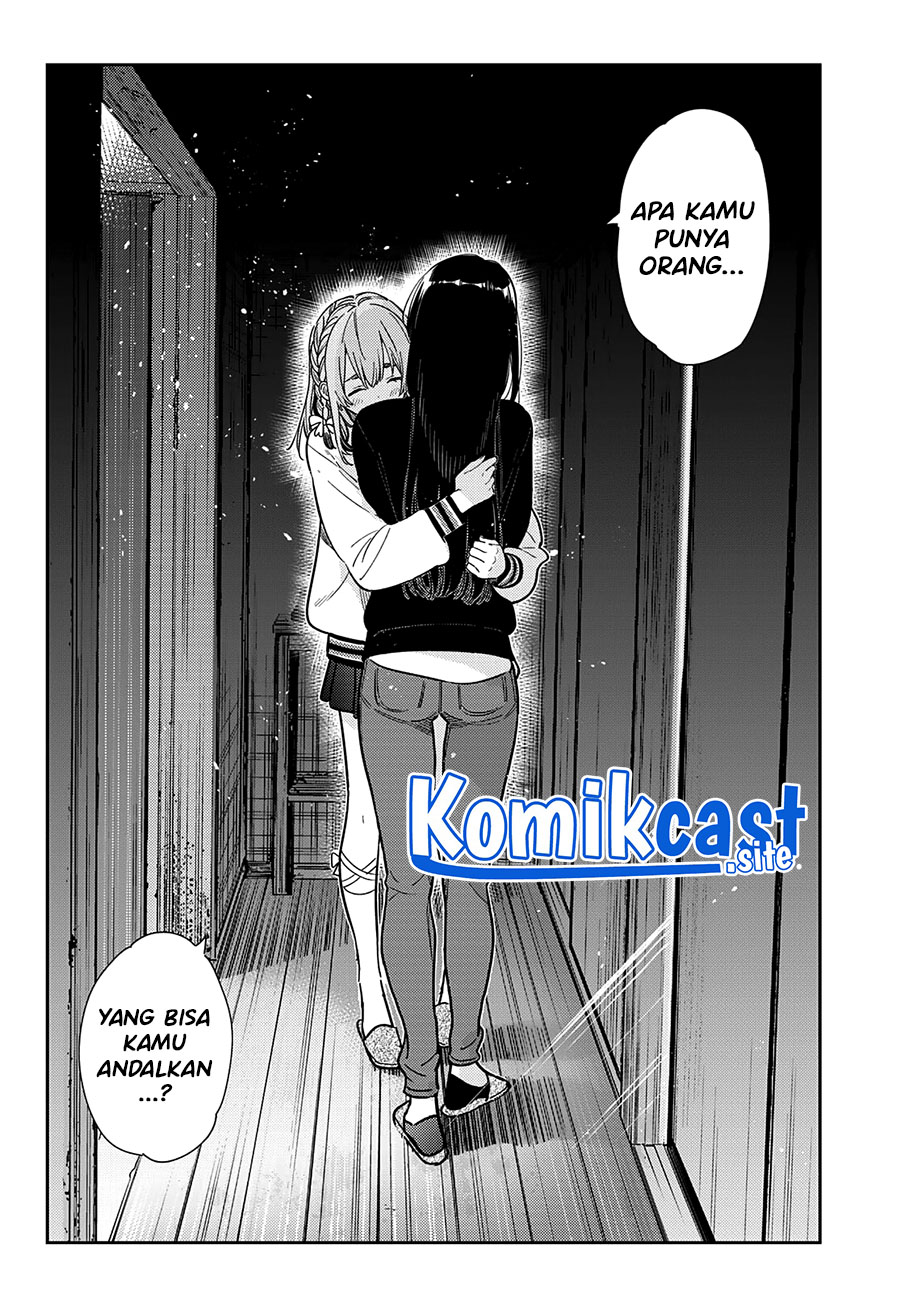 APA KAMU
PUNYA
ORANG...
Komikcast
.site
YANG BISA
KAMU
ANDALKAN
...?